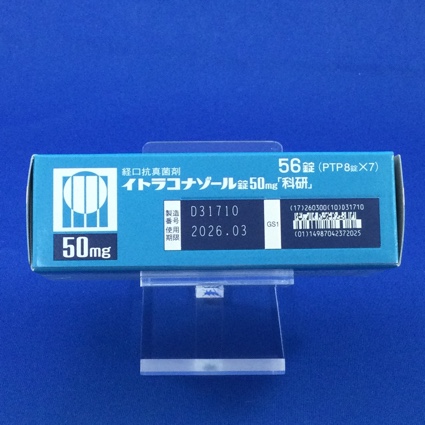 経口抗真菌剤
56錠(PTP8錠×7)
イトラコナゾール錠50mg「科研」
50mg
製造番号 D31710
使用期限 2026.03
GS1
(17)260300(10)D31710
(01)14987042372025